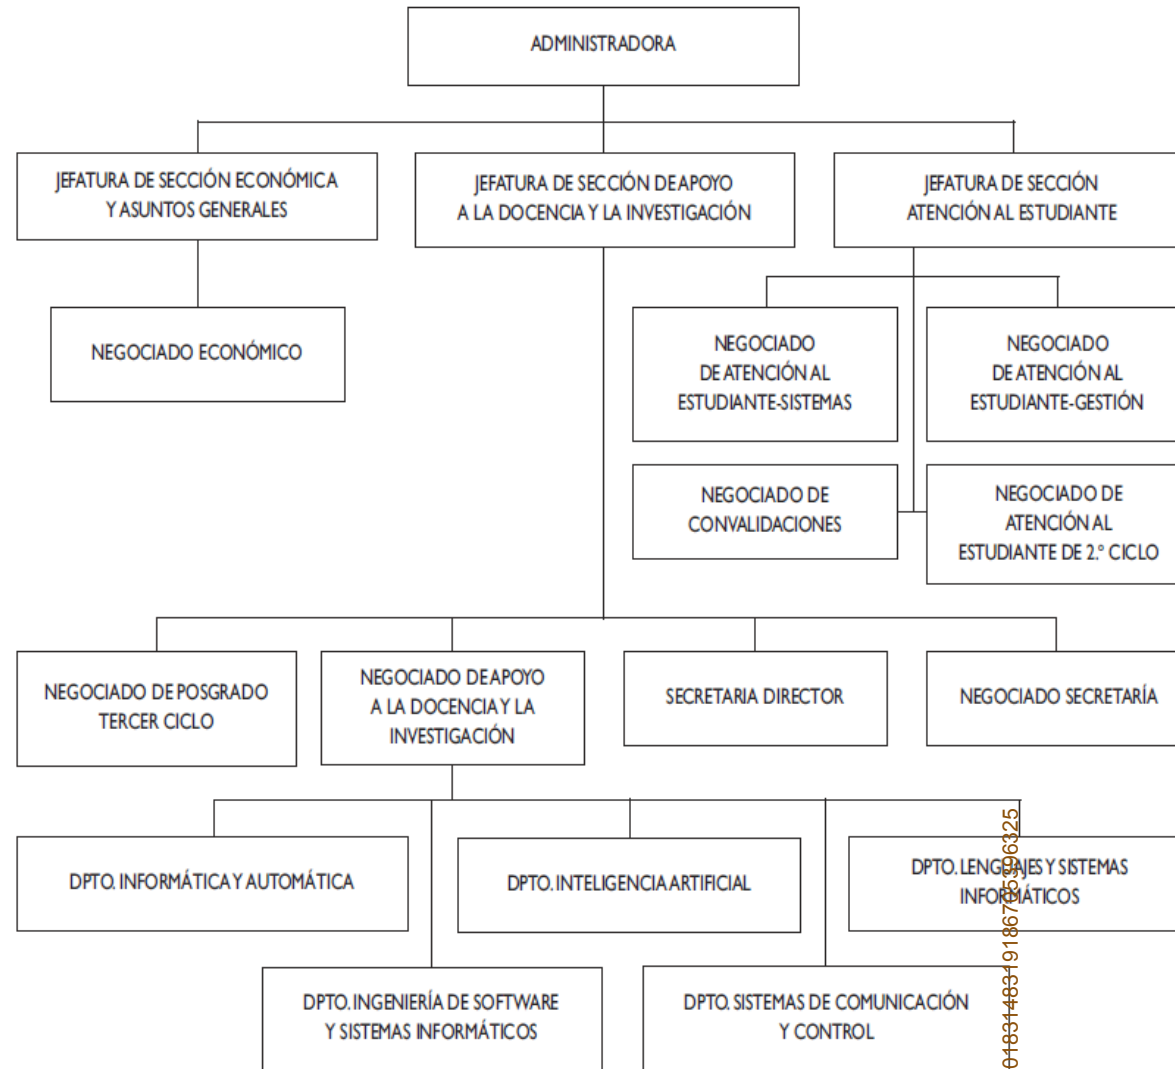 ADMINISTRADORA
JEFATURA DE SECCIÓN ECONÓMICA
Y ASUNTOS GENERALES
JEFATURA DE SECCIÓN DE APOYO
A LA DOCENCIA Y LA INVESTIGACIÓN
JEFATURA DE SECCIÓN
ATENCIÓN AL ESTUDIANTE
NEGOCIADO ECONÓMICO
NEGOCIADO
DE ATENCIÓN AL
ESTUDIANTE-SISTEMAS
NEGOCIADO
DE ATENCIÓN AL
ESTUDIANTE-GESTIÓN
NEGOCIADO DE
CONVALIDACIONES
NEGOCIADO DE
ATENCIÓN AL
ESTUDIANTE DE 2.º CICLO
NEGOCIADO DE POSGRADO
TERCER CICLO
NEGOCIADO DE APOYO
A LA DOCENCIA Y LA
INVESTIGACIÓN
SECRETARIA DIRECTOR
NEGOCIADO SECRETARÍA
DPTO. INFORMÁTICA Y AUTOMÁTICA
DPTO. INTELIGENCIA ARTIFICIAL
DPTO. LENGUAJES Y SISTEMAS
INFORMÁTICOS
DPTO. INGENIERÍA DE SOFTWARE
Y SISTEMAS INFORMÁTICOS
DPTO. SISTEMAS DE COMUNICACIÓN
Y CONTROL